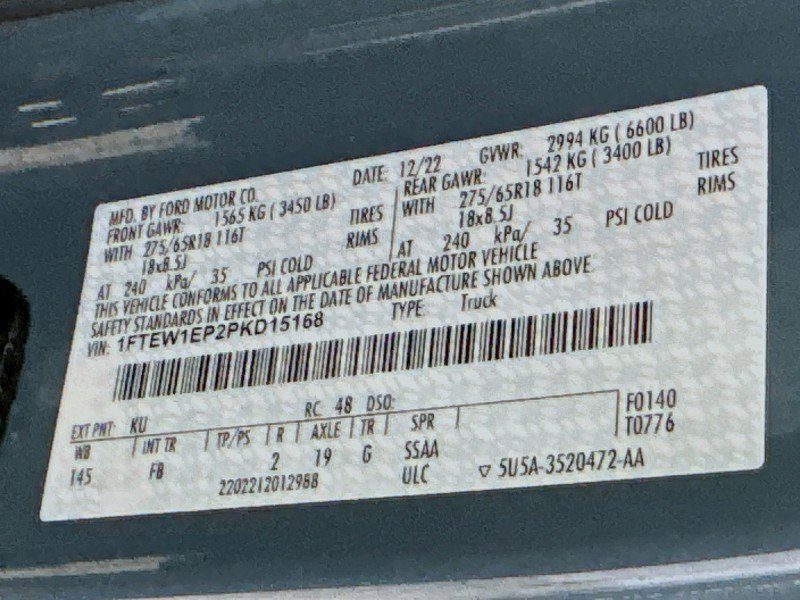 MFD. BY FORD MOTOR CO. DATE: 12/22 GVWR: 2994 KG ( 6600 LB)
FRONT GAWR: 1565 KG ( 3450 LB) REAR GAWR: 1542 KG ( 3400 LB)
WITH 275/65R18 116T TIRES WITH 275/65R18 116T TIRES
18x8.5J RIMS 18x8.5J RIMS
AT 240 kPa/ 35 PSI COLD AT 240 kPa/ 35 PSI COLD
THIS VEHICLE CONFORMS TO ALL APPLICABLE FEDERAL MOTOR VEHICLE
SAFETY STANDARDS IN EFFECT ON THE DATE OF MANUFACTURE SHOWN ABOVE
VIN: 1FTEW1EP2PKD15168 TYPE: Truck
EXT PNT: KU RC 48 DSO: F0140
WB INT TR TP/PS R AXLE TR SPR T0776
145 FB 2 19 G SSAA
2202212012988 ULC ▽ 5U5A-3520472-AA